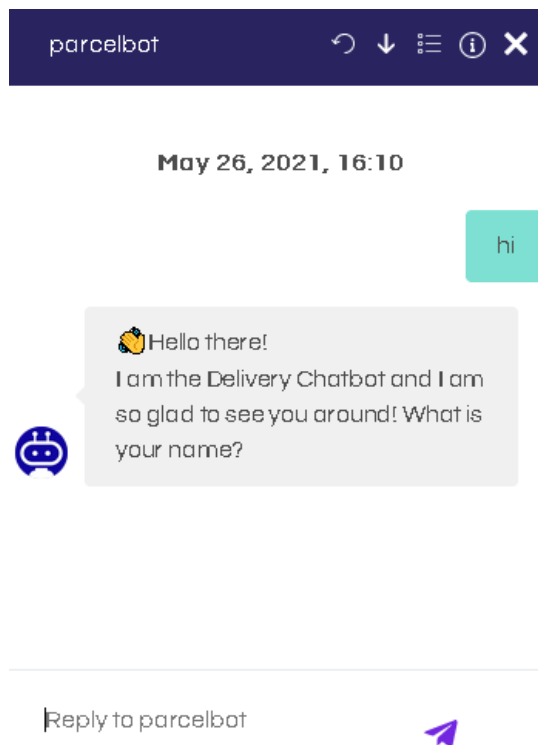 parcelbot
May 26, 2021, 16:10
hi
👋Hello there!
I am the Delivery Chatbot and I am
so glad to see you around! What is
your name?
Reply to parcelbot